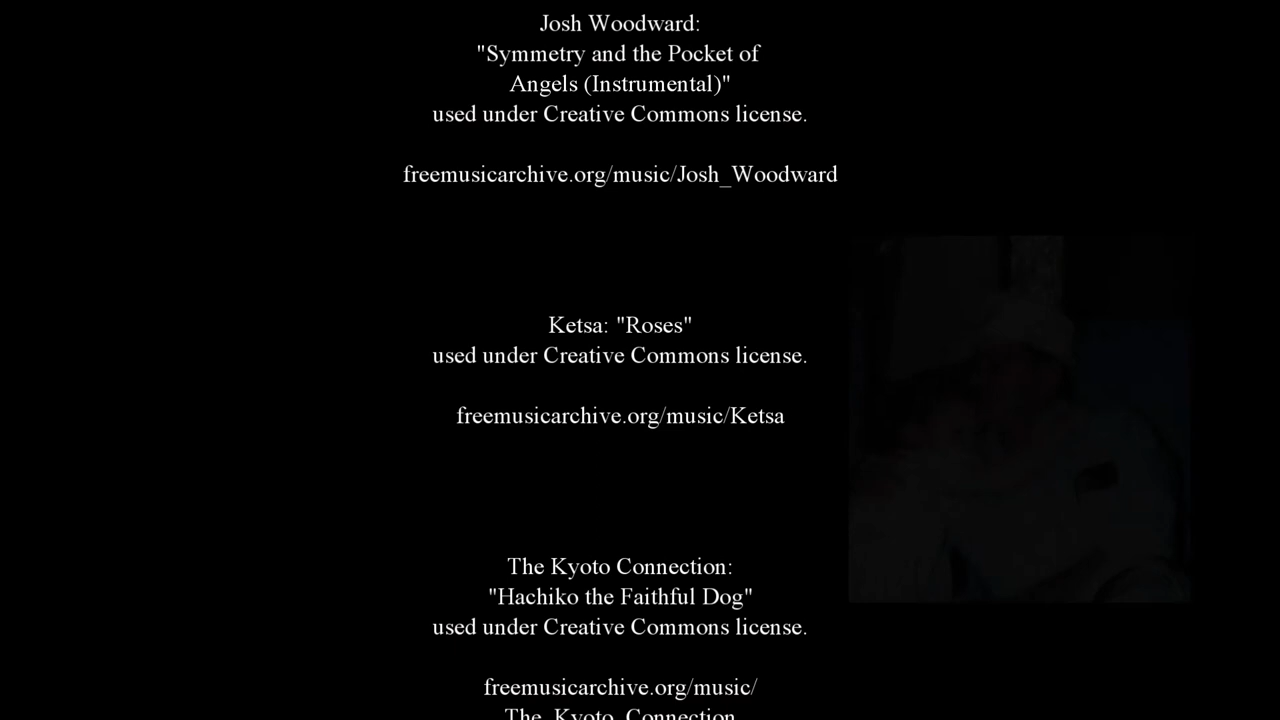 Josh Woodward:
"Symmetry and the Pocket of
Angels (Instrumental)"
used under Creative Commons license.
freemusicarchive.org/music/Josh_Woodward
Ketsa: "Roses"
used under Creative Commons license.
freemusicarchive.org/music/Ketsa
The Kyoto Connection:
"Hachiko the Faithful Dog"
used under Creative Commons license.
freemusicarchive.org/music/
The_Kyoto_Connection